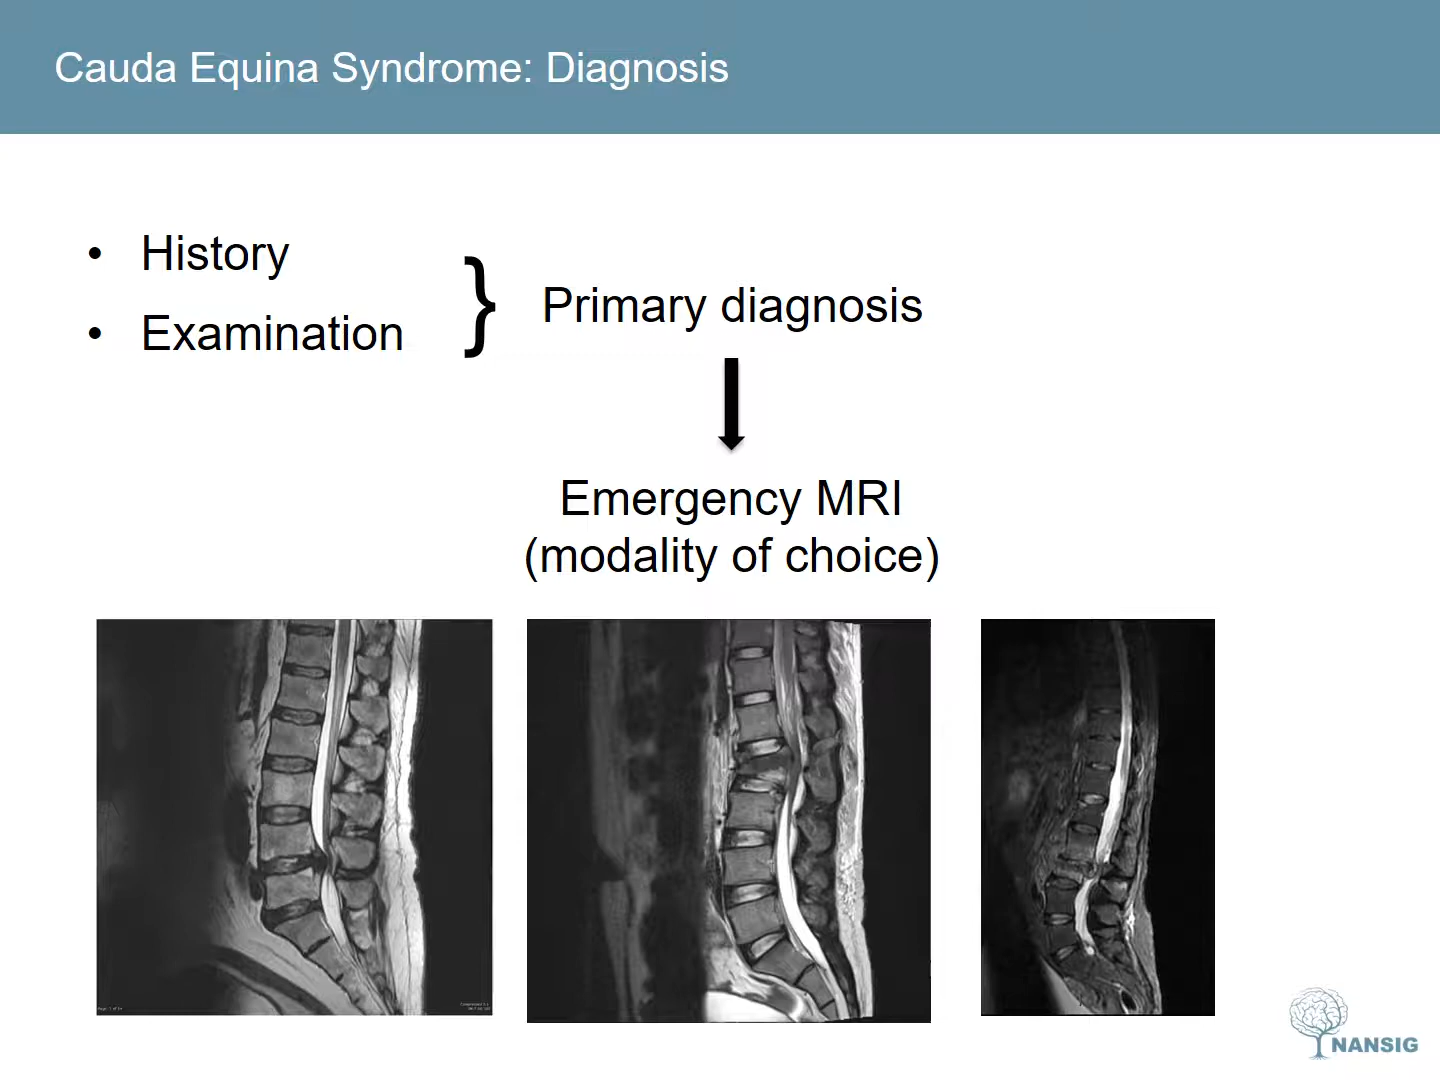 Cauda Equina Syndrome: Diagnosis
• History
• Examination
} Primary diagnosis
Emergency MRI
(modality of choice)
NANSIG